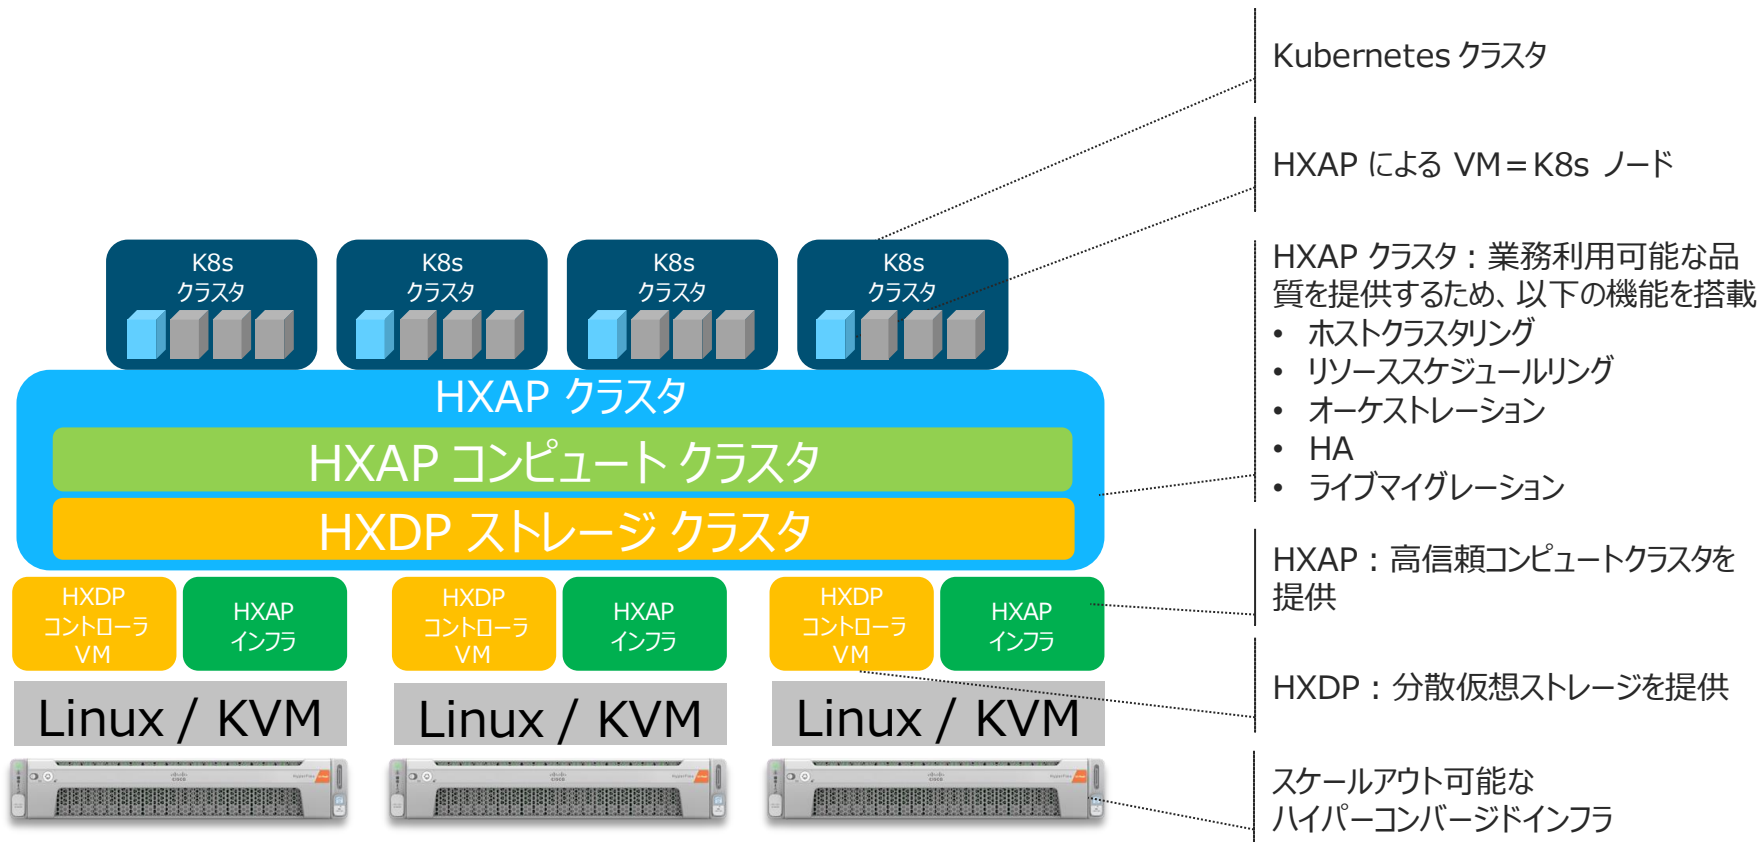 Kubernetes クラスタ
HXAP による VM=K8s ノード
HXAP クラスタ：業務利用可能な品
質を提供するため、以下の機能を搭載
• ホストクラスタリング
• リソーススケジュールリング
• オーケストレーション
• HA
• ライブマイグレーション
HXAP：高信頼コンピュートクラスタを
提供
HXDP：分散仮想ストレージを提供
スケールアウト可能な
ハイパーコンバージドインフラ
K8s
クラスタ
K8s
クラスタ
K8s
クラスタ
K8s
クラスタ
HXAP クラスタ
HXAP コンピュート クラスタ
HXDP ストレージ クラスタ
HXDP
コントローラ
VM
HXAP
インフラ
HXDP
コントローラ
VM
HXAP
インフラ
HXDP
コントローラ
VM
HXAP
インフラ
Linux / KVM
Linux / KVM
Linux / KVM